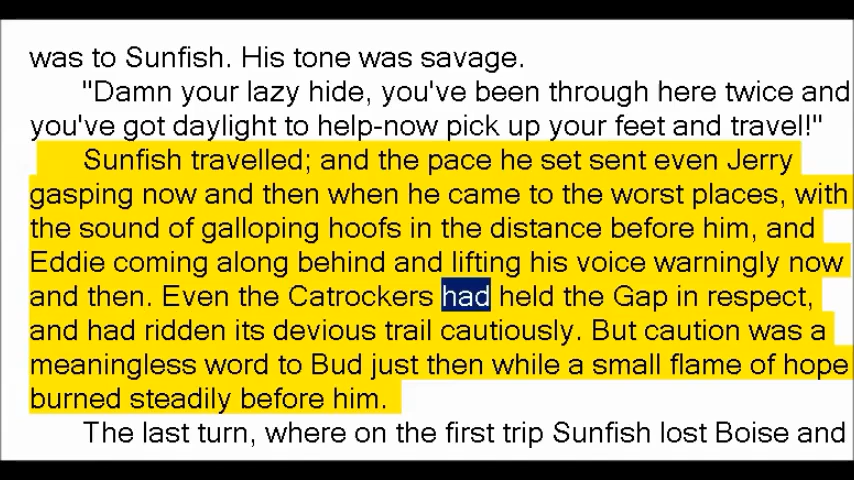 was to Sunfish. His tone was savage.
"Damn your lazy hide, you've been through here twice and
you've got daylight to help-now pick up your feet and travel!"
Sunfish travelled; and the pace he set sent even Jerry
gasping now and then when he came to the worst places, with
the sound of galloping hoofs in the distance before him, and
Eddie coming along behind and lifting his voice warningly now
and then. Even the Catrockers had held the Gap in respect,
and had ridden its devious trail cautiously. But caution was a
meaningless word to Bud just then while a small flame of hope
burned steadily before him.
The last turn, where on the first trip Sunfish lost Boise and